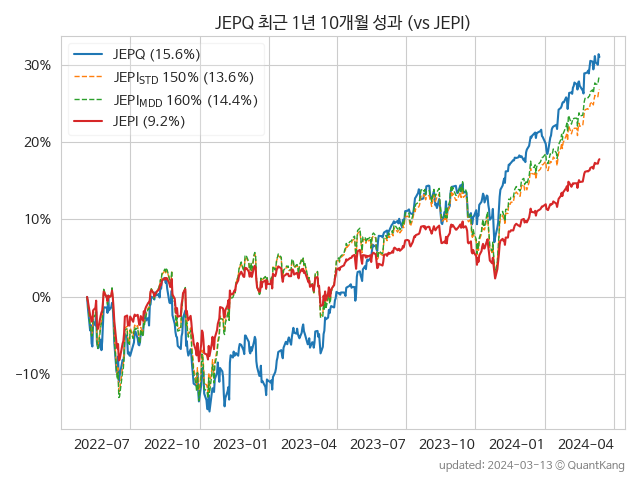 JEPQ 최근 1년 10개월 성과 (vs JEPI)
JEPQ (15.6%)
JEPI_STD 150% (13.6%)
JEPI_MDD 160% (14.4%)
JEPI (9.2%)
30%
20%
10%
0%
−10%
2022-07 2022-10 2023-01 2023-04 2023-07 2023-10 2024-01 2024-04
updated: 2024-03-13 © QuantKang